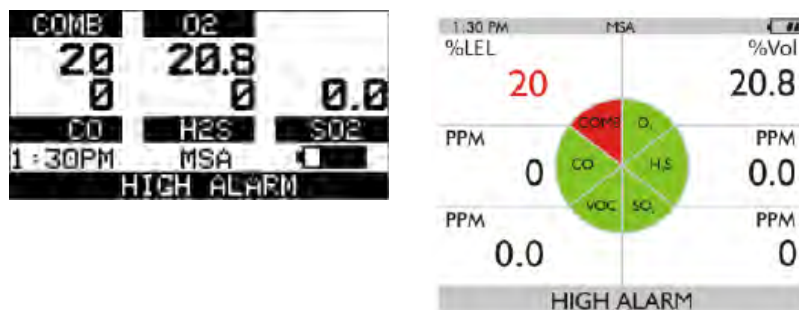 COMB O2
20 20.8
0 0 0.0
CO H2S SO2
1:30PM MSA
HIGH ALARM
1:30 PM MSA
%LEL %Vol
20 20.8
COMB O₂
PPM PPM
0 CO H₂S 0.0
VOC SO₂
PPM PPM
0.0 0
HIGH ALARM